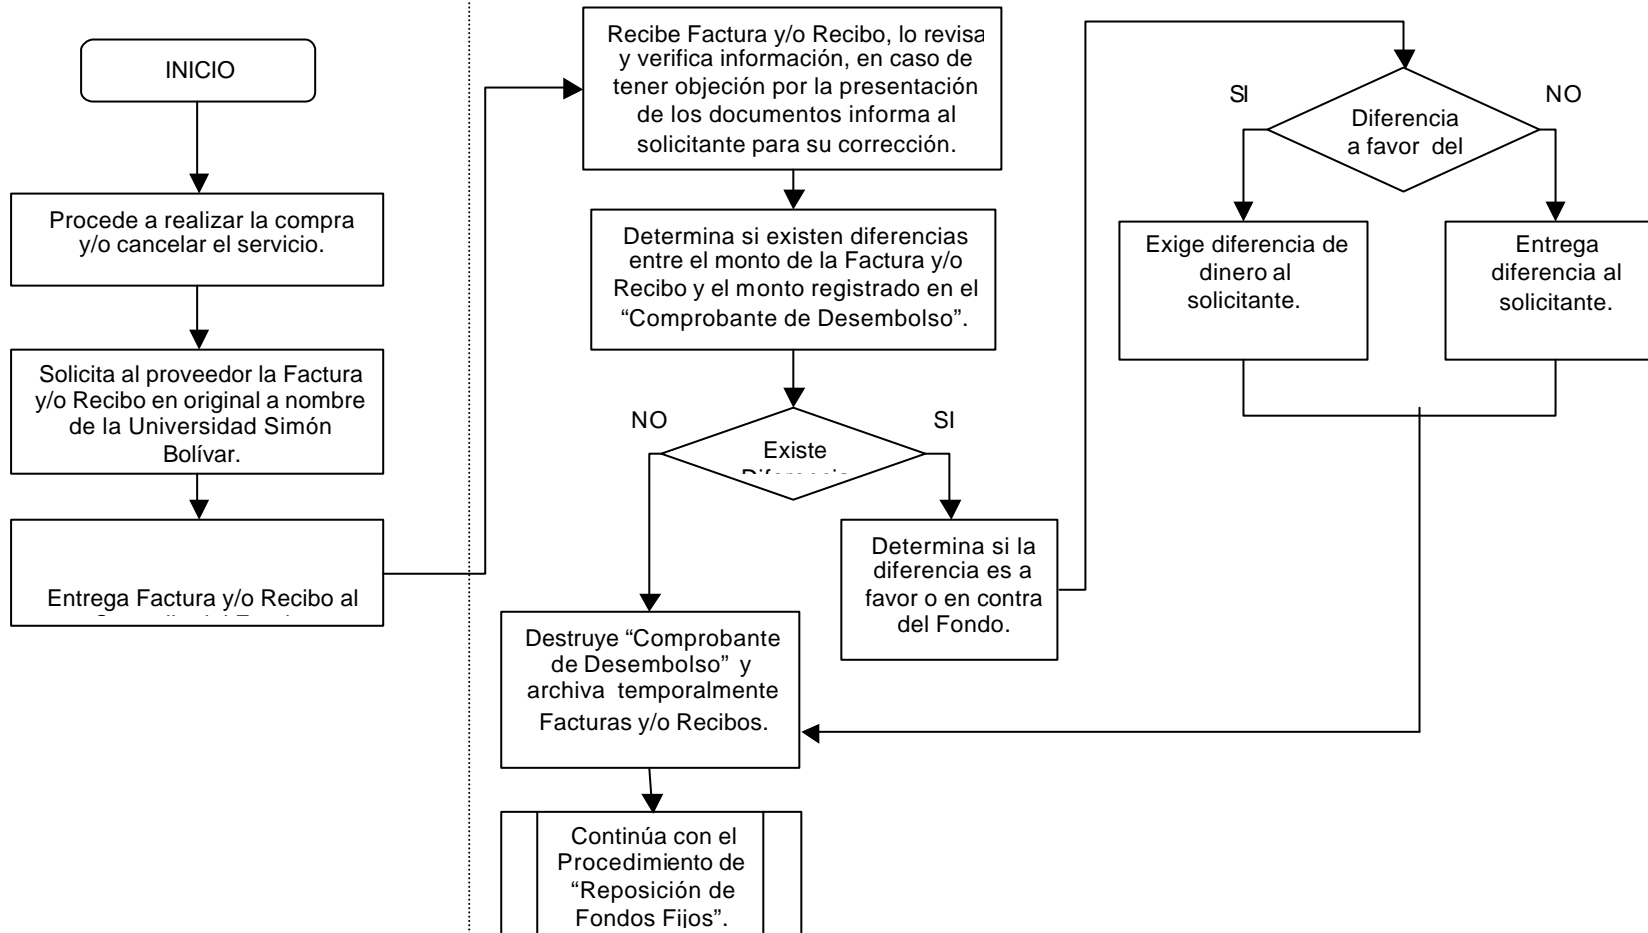 INICIO
Procede a realizar la compra
y/o cancelar el servicio.
Solicita al proveedor la Factura
y/o Recibo en original a nombre
de la Universidad Simón
Bolívar.
Entrega Factura y/o Recibo al
Recibe Factura y/o Recibo, lo revisa
y verifica información, en caso de
tener objeción por la presentación
de los documentos informa al
solicitante para su corrección.
Determina si existen diferencias
entre el monto de la Factura y/o
Recibo y el monto registrado en el
“Comprobante de Desembolso”.
NO
SI
Existe
Determina si la
diferencia es a
favor o en contra
del Fondo.
Destruye “Comprobante
de Desembolso” y
archiva temporalmente
Facturas y/o Recibos.
Continúa con el
Procedimiento de
“Reposición de
Fondos Fijos”.
SI
NO
Diferencia
a favor del
Exige diferencia de
dinero al
solicitante.
Entrega
diferencia al
solicitante.